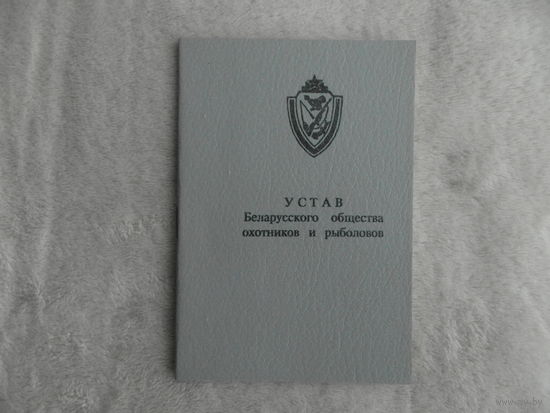 УСТАВ
Беларусского общества
охотников и рыболовов